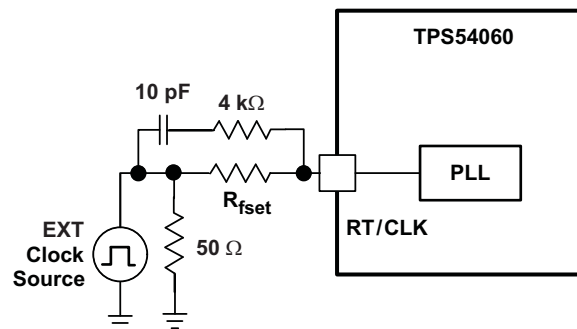 TPS54060
10 pF
4 kΩ
PLL
Rfset
RT/CLK
EXT
Clock
Source
50 Ω